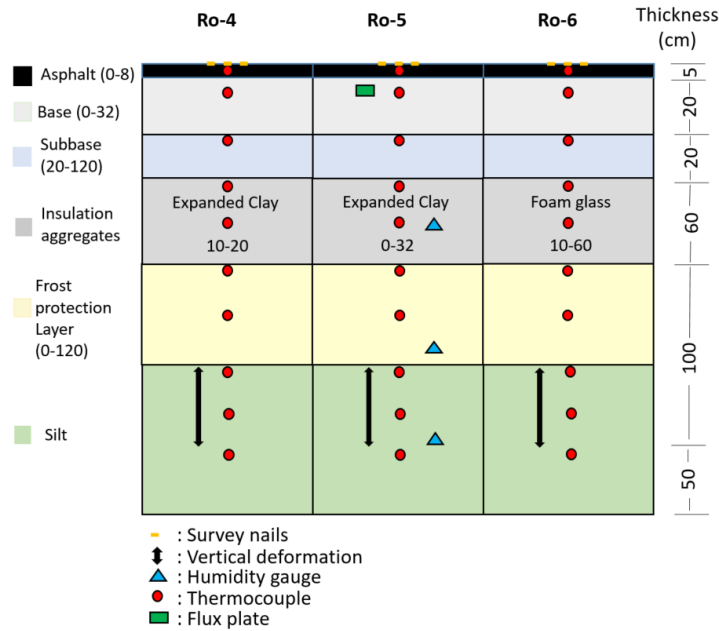 Ro-4 Ro-5 Ro-6 Thickness
(cm)
Asphalt (0-8)
5
Base (0-32)
20
Subbase
(20-120)
20
Insulation
aggregates
Expanded Clay
10-20
Expanded Clay
0-32
Foam glass
10-60
60
Frost
protection
Layer
(0-120)
100
Silt
50
: Survey nails
: Vertical deformation
: Humidity gauge
: Thermocouple
: Flux plate